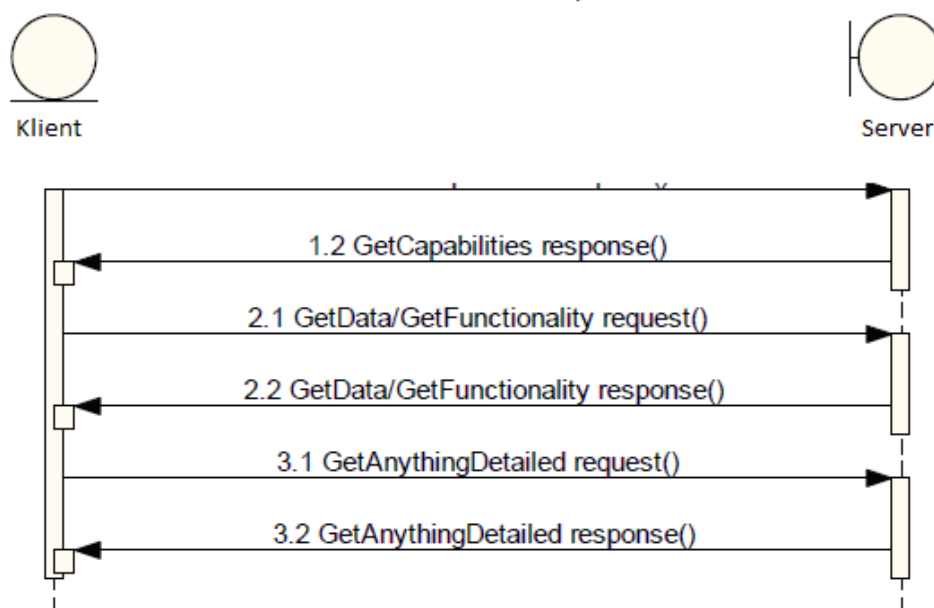 Klient
Server
1.2 GetCapabilities response()
2.1 GetData/GetFunctionality request()
2.2 GetData/GetFunctionality response()
3.1 GetAnythingDetailed request()
3.2 GetAnythingDetailed response()